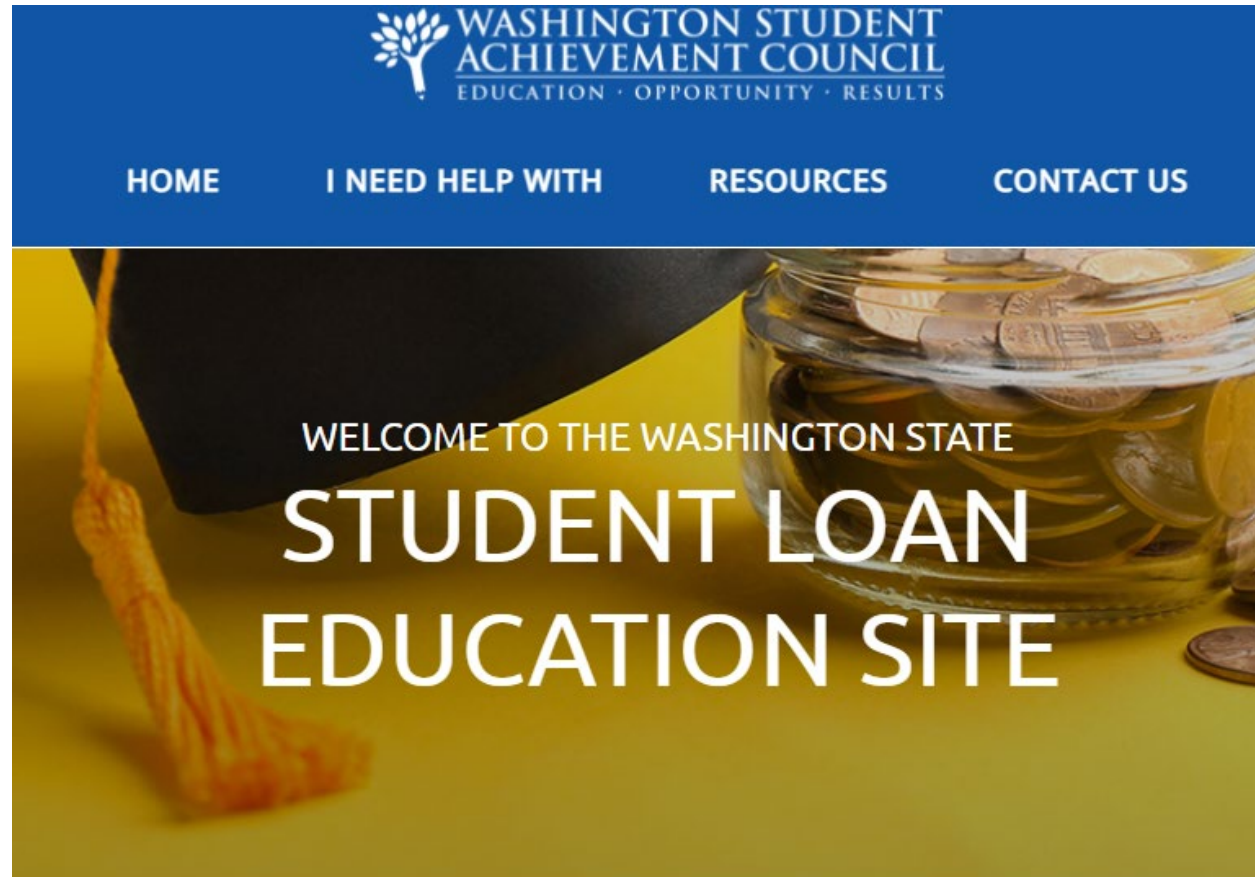 WASHINGTON STUDENT
ACHIEVEMENT COUNCIL
EDUCATION · OPPORTUNITY · RESULTS
HOME I NEED HELP WITH RESOURCES CONTACT US
WELCOME TO THE WASHINGTON STATE
STUDENT LOAN
EDUCATION SITE